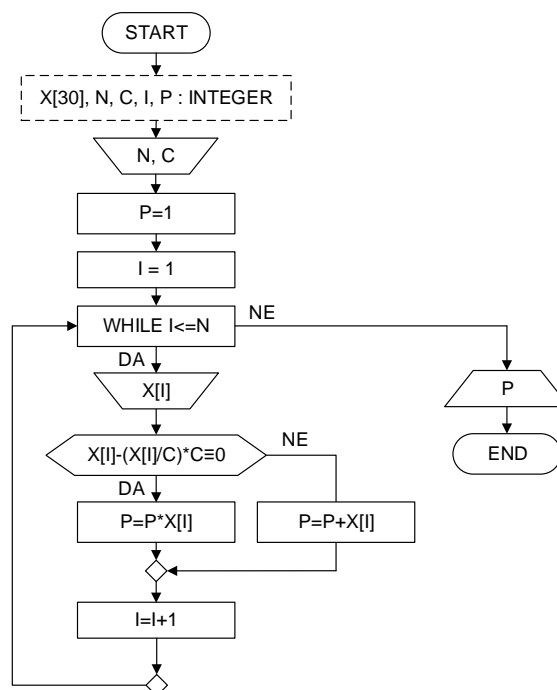 START
X[30], N, C, I, P : INTEGER
N, C
P=1
I = 1
WHILE I<=N
NE
DA
X[I]
P
X[I]-(X[I]/C)*C≡0
NE
END
DA
P=P*X[I]
P=P+X[I]
I=I+1